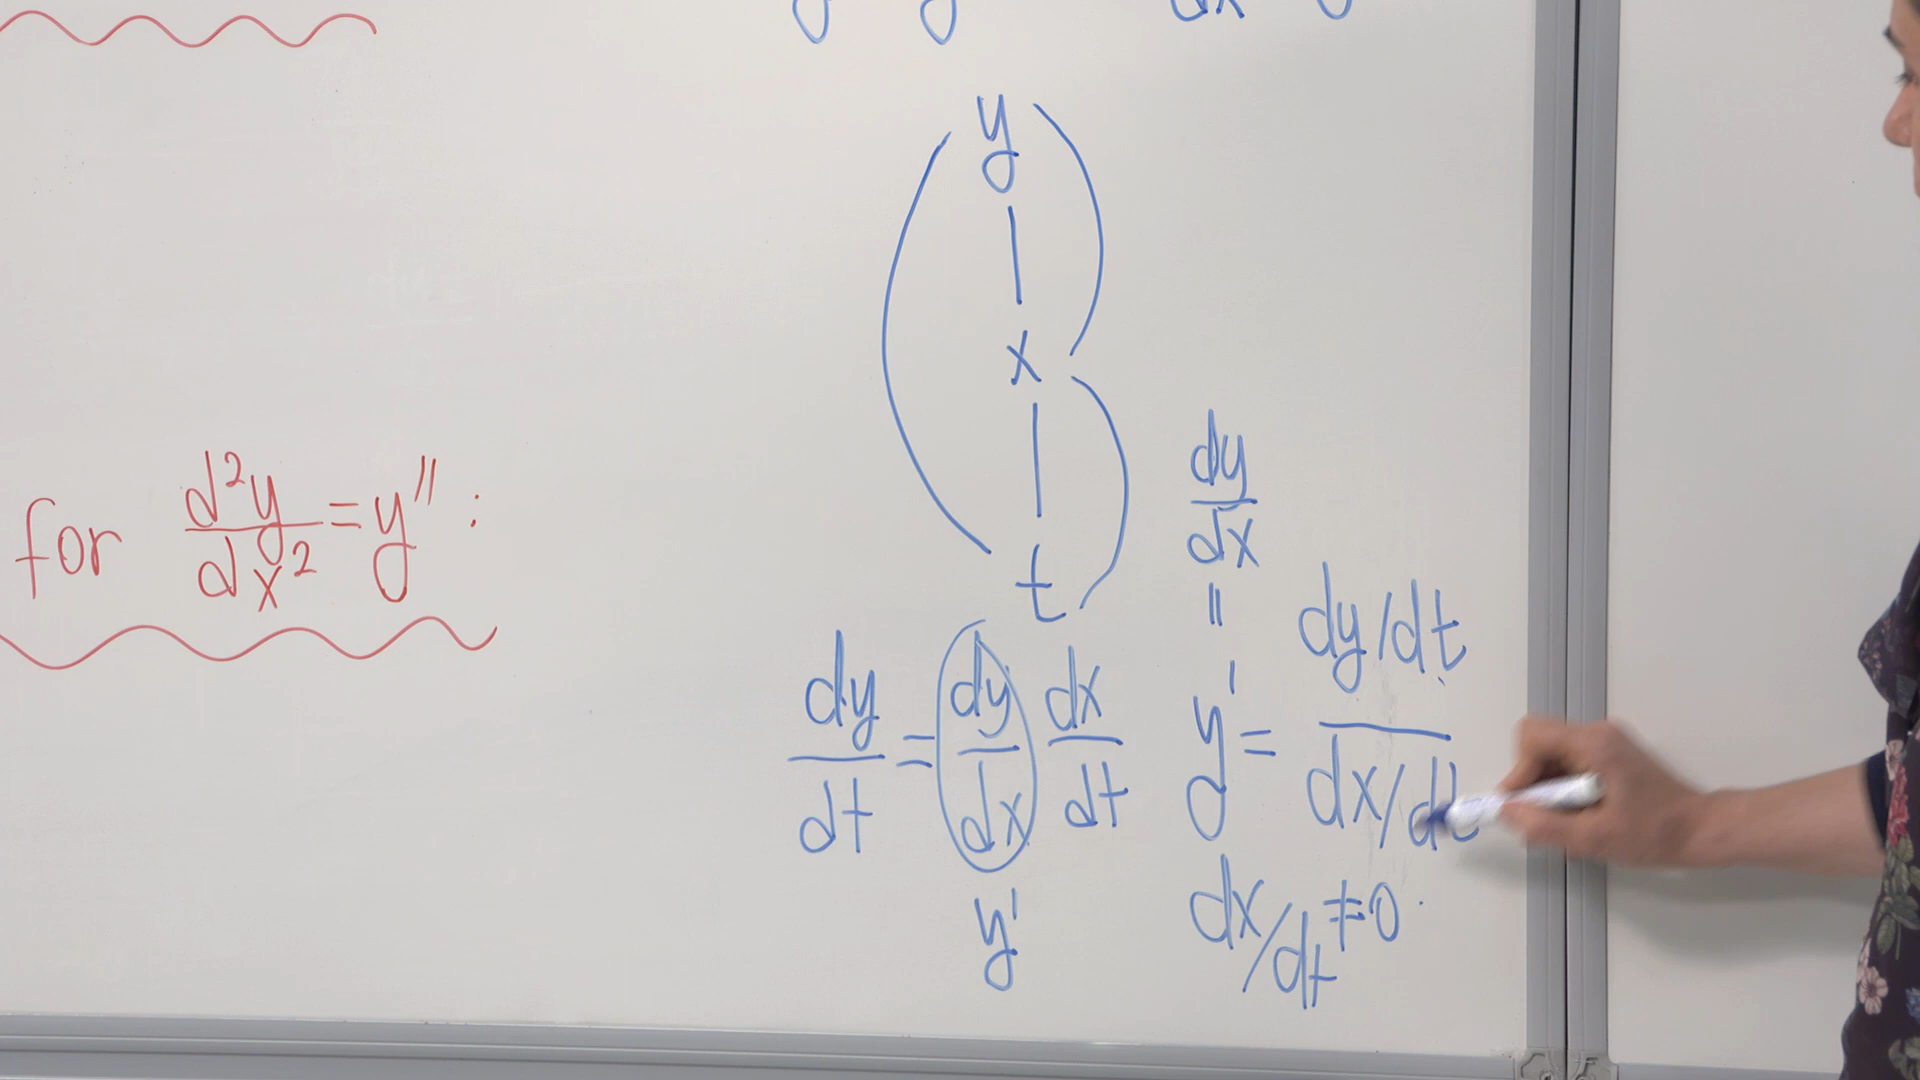 for d²y/dx² = y'' :
y
x
t
dy/dt = dy/dx dx/dt
y'
dy/dx
=
y' = dy/dt / dx/dt
dx/dt ≠ 0